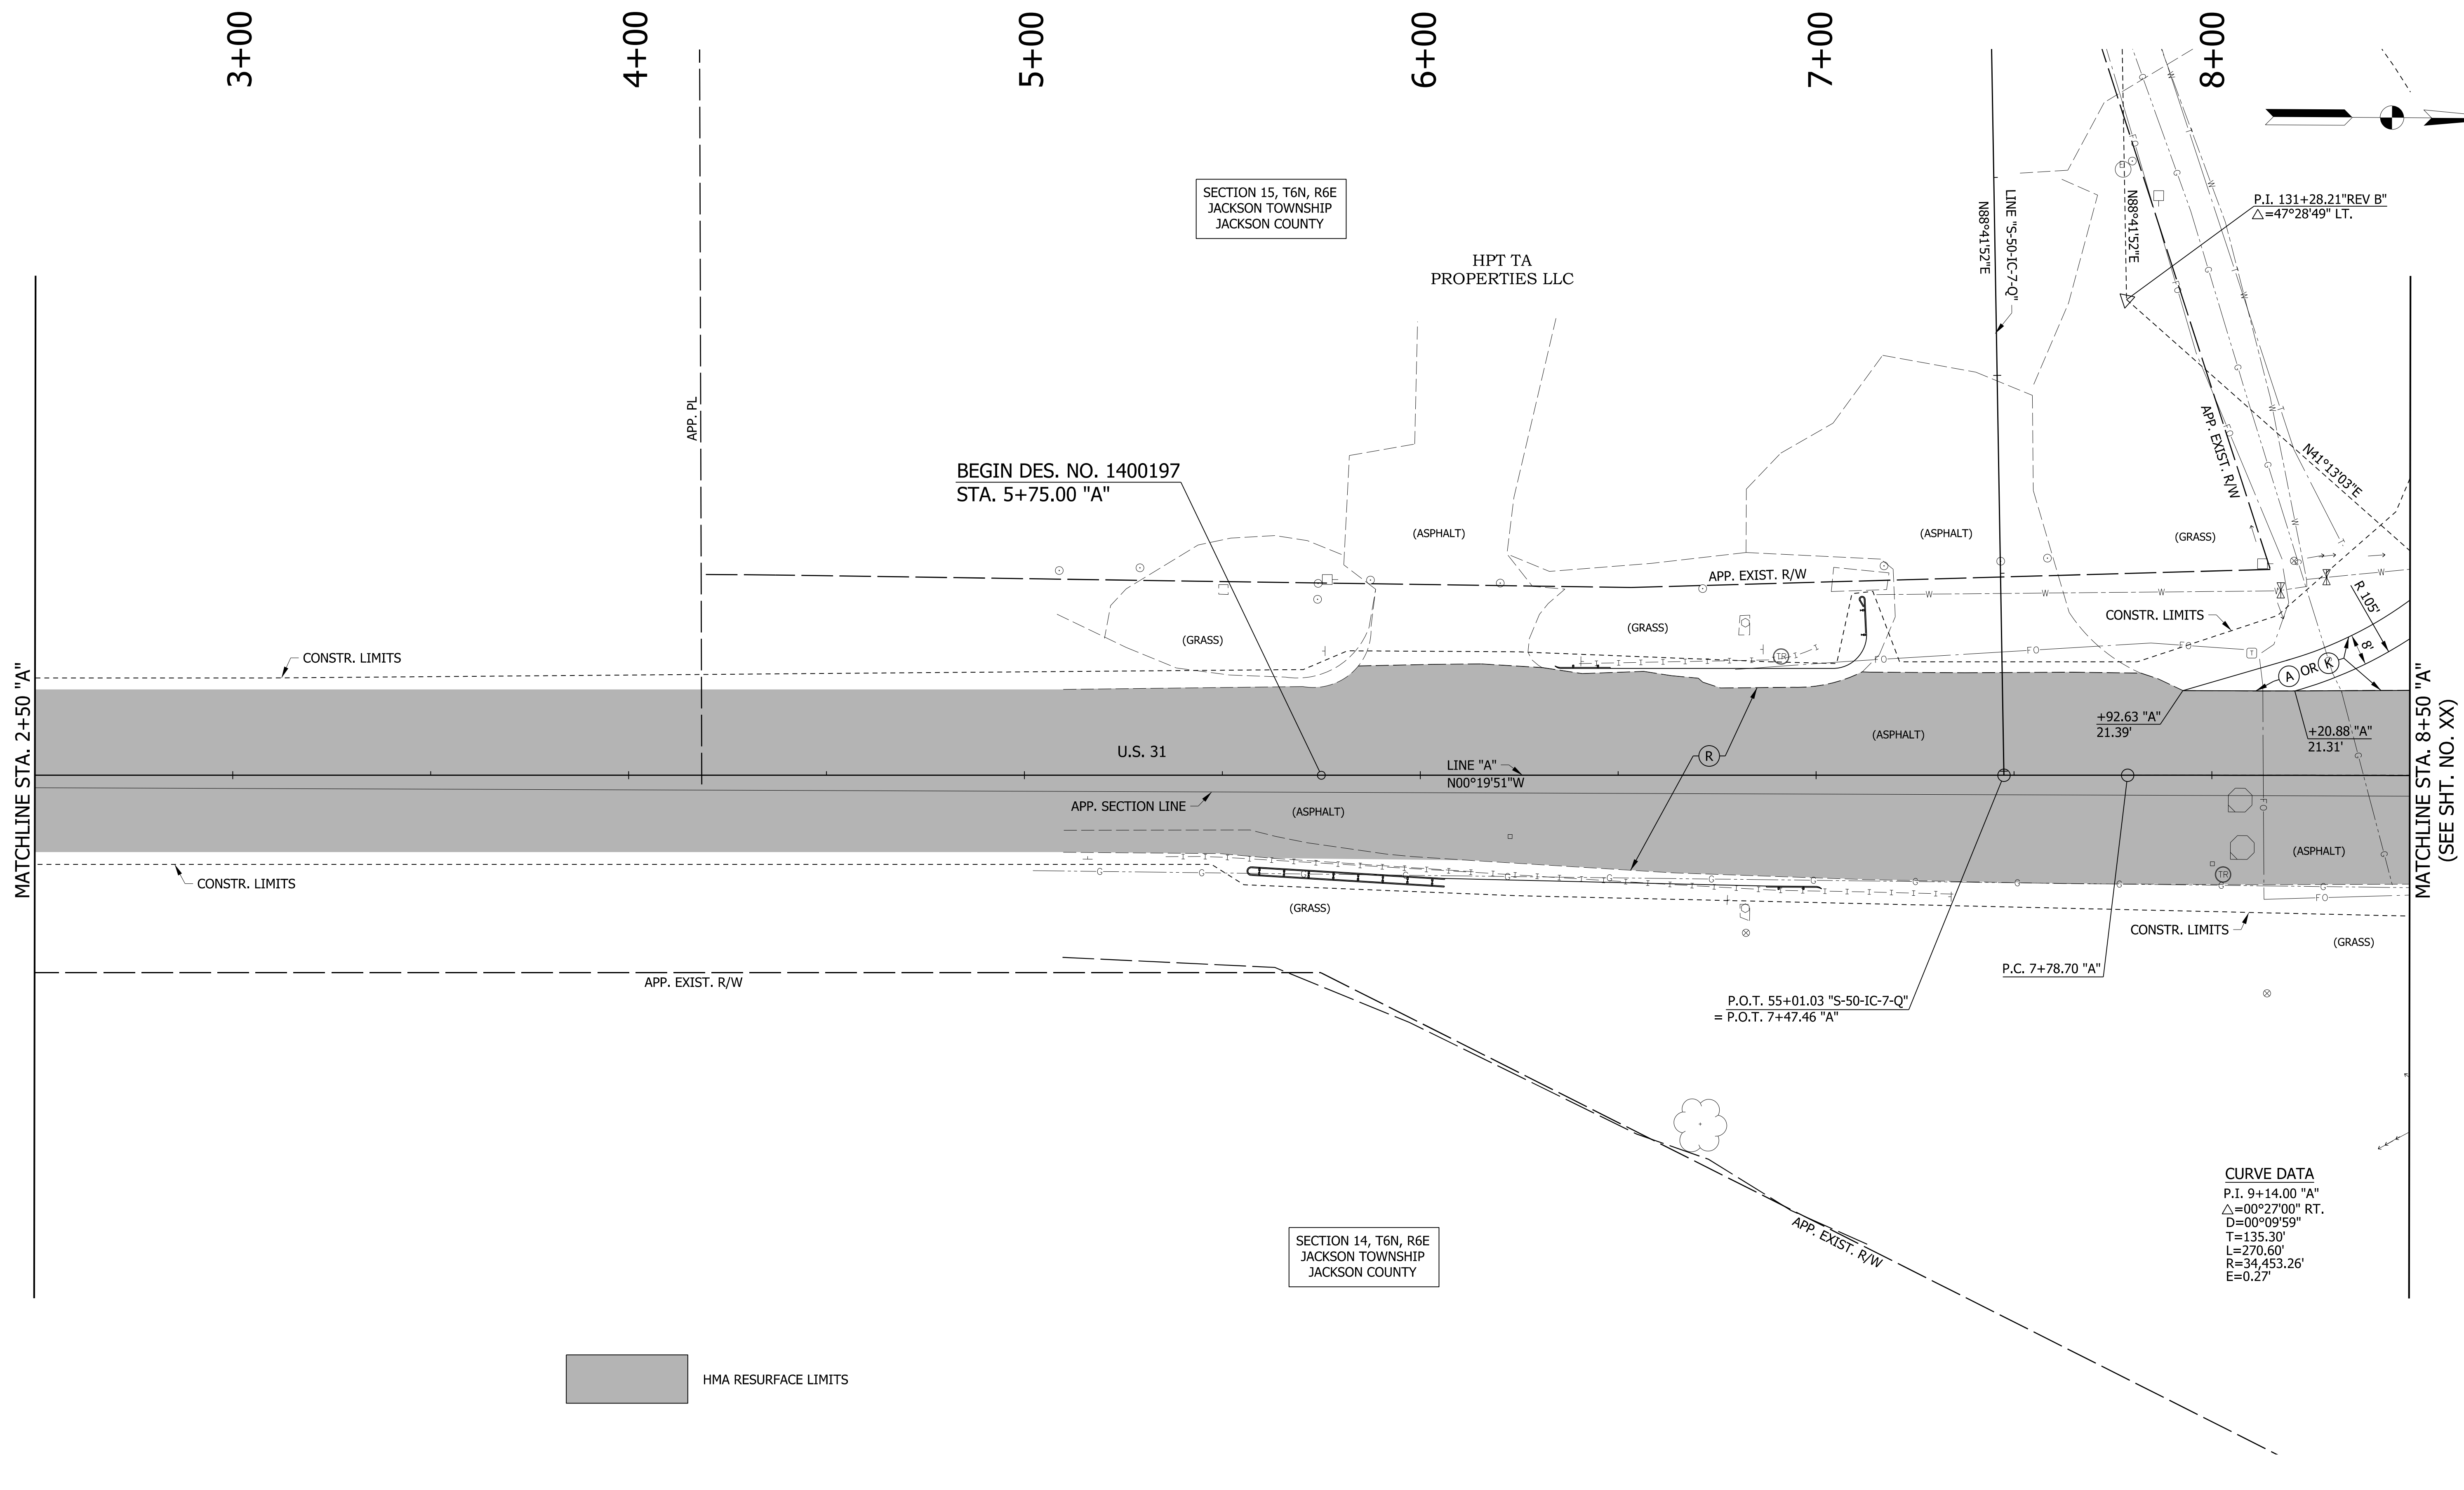 3+00
4+00
5+00
6+00
7+00
8+00
SECTION 15, T6N, R6E
JACKSON TOWNSHIP
JACKSON COUNTY
HPT TA
PROPERTIES LLC
N88°41'52"E
LINE "S-50-IC-7-Q"
N88°41'52"E
P.I. 131+28.21"REV B"
△=47°28'49" LT.
APP. PL
APP. EXIST. R/W
N41°13'03"E
BEGIN DES. NO. 1400197
STA. 5+75.00 "A"
(ASPHALT)
(ASPHALT)
(GRASS)
APP. EXIST. R/W
R 105'
CONSTR. LIMITS
(GRASS)
(GRASS)
CONSTR. LIMITS
8'
TR
T
A OR K
MATCHLINE STA. 2+50 "A"
MATCHLINE STA. 8+50 "A"
(SEE SHT. NO. XX)
+92.63 "A"
21.39'
+20.88 "A"
21.31'
(ASPHALT)
U.S. 31
R
LINE "A"
N00°19'51"W
APP. SECTION LINE
(ASPHALT)
(ASPHALT)
TR
CONSTR. LIMITS
(GRASS)
CONSTR. LIMITS
(GRASS)
APP. EXIST. R/W
P.C. 7+78.70 "A"
P.O.T. 55+01.03 "S-50-IC-7-Q"
= P.O.T. 7+47.46 "A"
APP. EXIST. R/W
CURVE DATA
P.I. 9+14.00 "A"
△=00°27'00" RT.
D=00°09'59"
T=135.30'
L=270.60'
R=34,453.26'
E=0.27'
SECTION 14, T6N, R6E
JACKSON TOWNSHIP
JACKSON COUNTY
HMA RESURFACE LIMITS